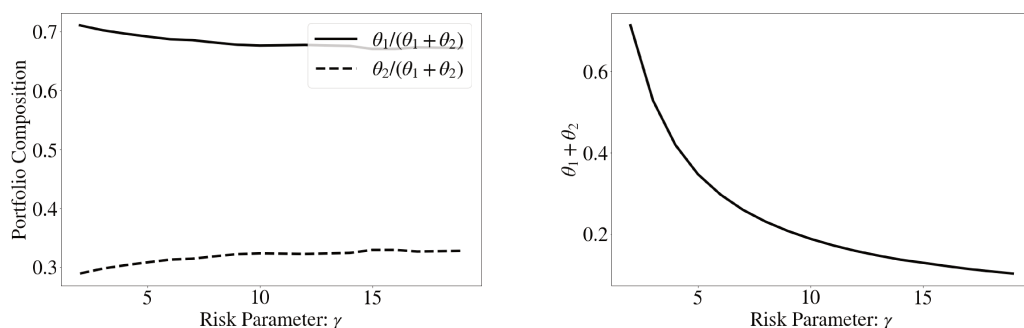 0.7
0.6
0.5
0.4
0.3
Portfolio Composition
θ₁/(θ₁ + θ₂)
θ₂/(θ₁ + θ₂)
5 10 15
Risk Parameter: γ
0.6
0.4
0.2
θ₁ + θ₂
5 10 15
Risk Parameter: γ